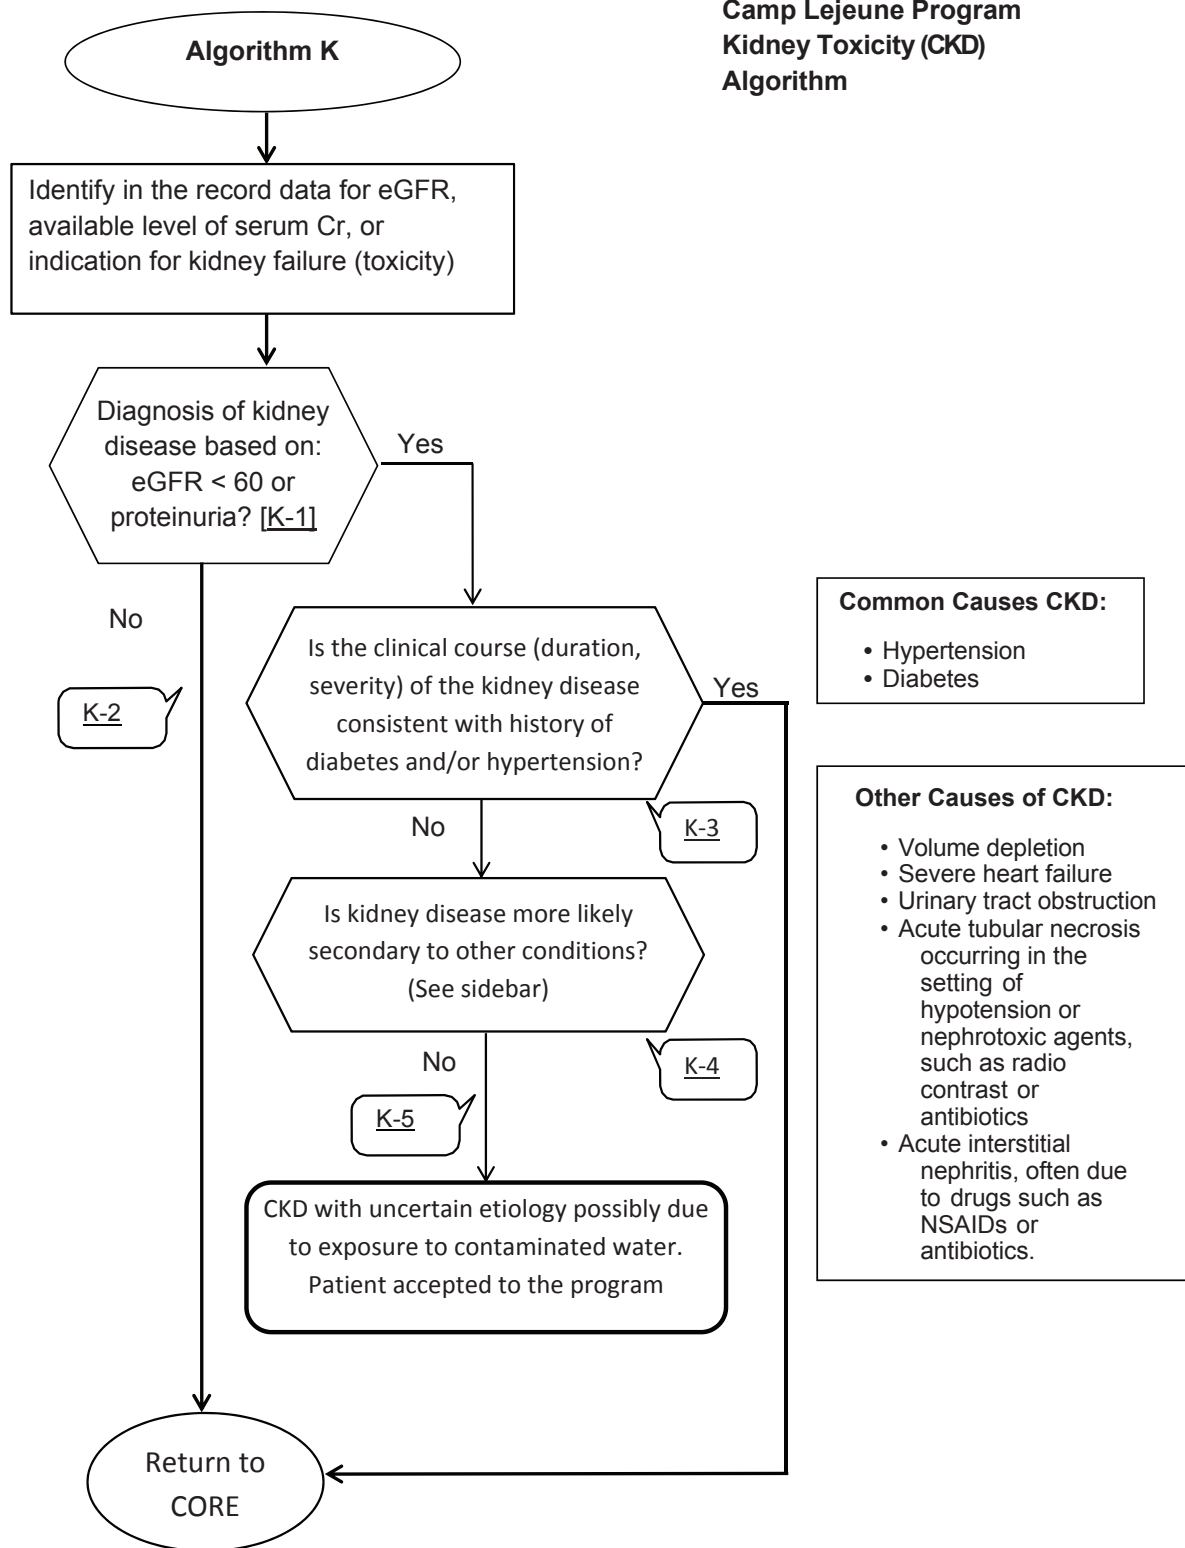 Camp Lejeune Program
Kidney Toxicity (CKD)
Algorithm
Algorithm K
Identify in the record data for eGFR,
available level of serum Cr, or
indication for kidney failure (toxicity)
Diagnosis of kidney
disease based on:
eGFR < 60 or
proteinuria? [K-1]
Yes
No
K-2
Is the clinical course (duration,
severity) of the kidney disease
consistent with history of
diabetes and/or hypertension?
Yes
No
K-3
Is kidney disease more likely
secondary to other conditions?
(See sidebar)
No
K-4
K-5
CKD with uncertain etiology possibly due
to exposure to contaminated water.
Patient accepted to the program
Return to
CORE
Common Causes CKD:
• Hypertension
• Diabetes
Other Causes of CKD:
• Volume depletion
• Severe heart failure
• Urinary tract obstruction
• Acute tubular necrosis
occurring in the
setting of
hypotension or
nephrotoxic agents,
such as radio
contrast or
antibiotics
• Acute interstitial
nephritis, often due
to drugs such as
NSAIDs or
antibiotics.